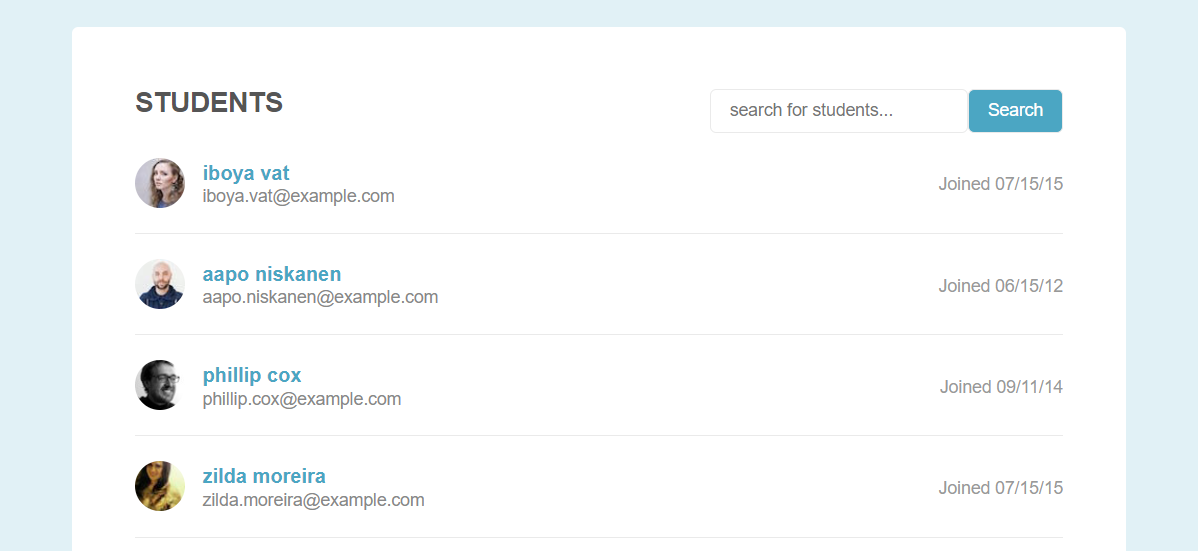 STUDENTS
search for students...
Search
iboya vat
iboya.vat@example.com
Joined 07/15/15
aapo niskanen
aapo.niskanen@example.com
Joined 06/15/12
phillip cox
phillip.cox@example.com
Joined 09/11/14
zilda moreira
zilda.moreira@example.com
Joined 07/15/15